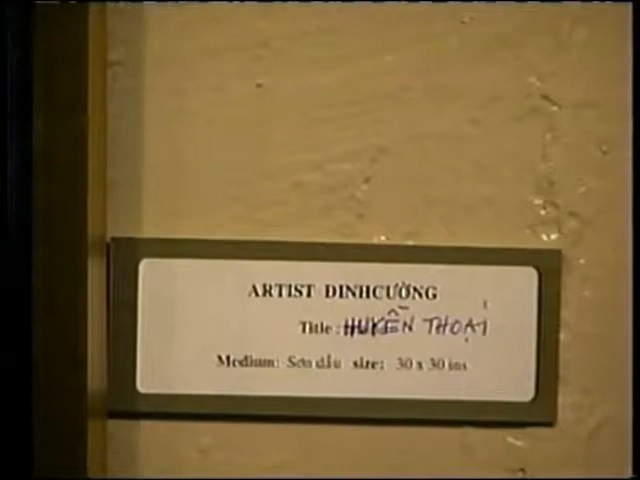 ARTIST DINHCƯỜNG
Title: HUYỀN THOẠI
Medium: Sơn dầu size: 30 x 30 ins